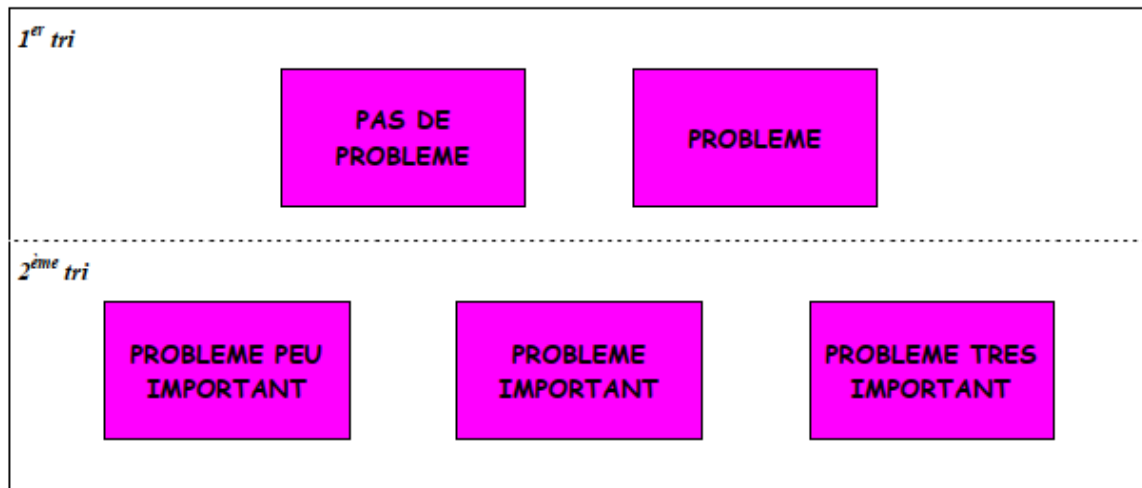 1er tri
PAS DE
PROBLEME
PROBLEME
2ème tri
PROBLEME PEU
IMPORTANT
PROBLEME
IMPORTANT
PROBLEME TRES
IMPORTANT